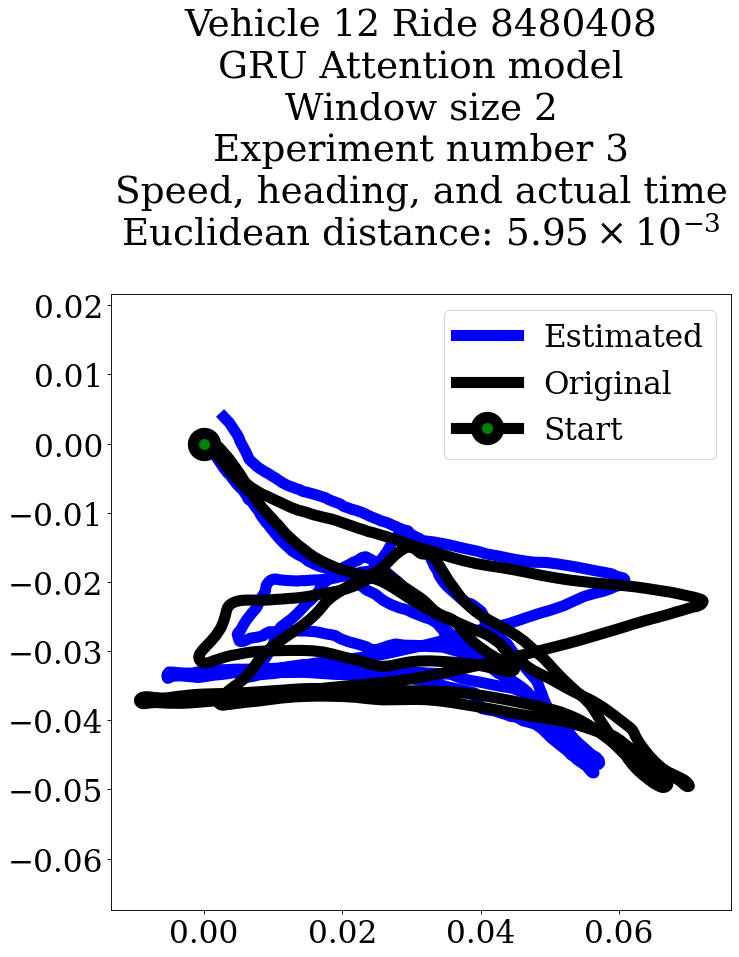 Vehicle 12 Ride 8480408
GRU Attention model
Window size 2
Experiment number 3
Speed, heading, and actual time
Euclidean distance: 5.95 × 10⁻³
Estimated
Original
Start
0.02
0.01
0.00
−0.01
−0.02
−0.03
−0.04
−0.05
−0.06
0.00 0.02 0.04 0.06